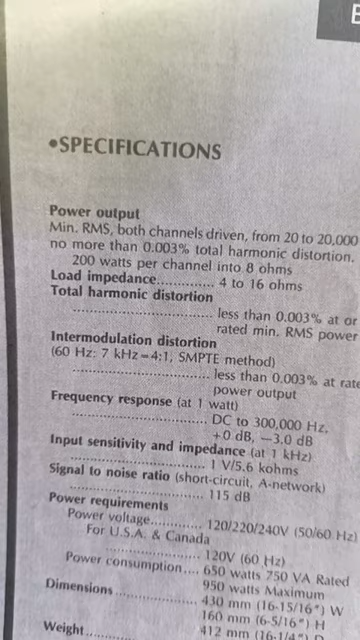 •SPECIFICATIONS
Power output
Min. RMS, both channels driven, from 20 to 20,000
no more than 0.003% total harmonic distortion.
200 watts per channel into 8 ohms
Load impedance.............. 4 to 16 ohms
Total harmonic distortion
................................. less than 0.003% at or
rated min. RMS power
Intermodulation distortion
(60 Hz: 7 kHz=4:1, SMPTE method)
................................. less than 0.003% at rate
power output
Frequency response (at 1 watt)
................................. DC to 300,000 Hz,
+0 dB, −3.0 dB
Input sensitivity and impedance (at 1 kHz)
................................. 1 V/5.6 kohms
Signal to noise ratio (short-circuit, A-network)
................................. 115 dB
Power requirements
Power voltage............ 120/220/240V (50/60 Hz)
For U.S.A. & Canada
....................... 120V (60 Hz)
Power consumption.... 650 watts 750 VA Rated
950 watts Maximum
Dimensions ..................... 430 mm (16-15/16") W
160 mm (6-5/16") H
Weight ............................ 412 mm (16-1/4") D